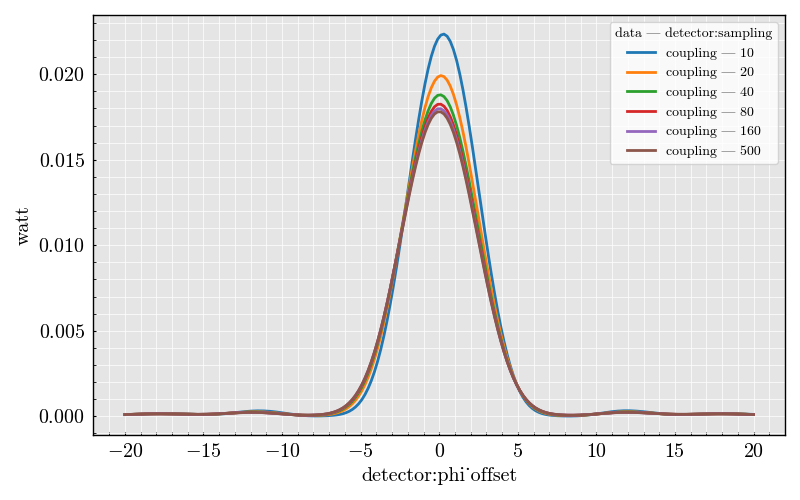 data — detector:sampling
coupling — 10
coupling — 20
coupling — 40
coupling — 80
coupling — 160
coupling — 500
watt
0.020
0.015
0.010
0.005
0.000
−20 −15 −10 −5 0 5 10 15 20
detector:phi˙offset